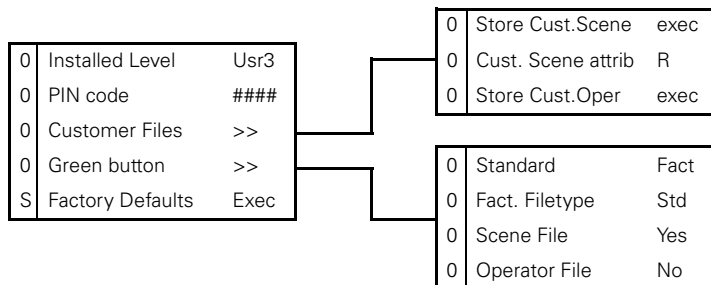 0 Installed Level Usr3
0 PIN code ####
0 Customer Files >>
0 Green button >>
S Factory Defaults Exec
0 Store Cust.Scene exec
0 Cust. Scene attrib R
0 Store Cust.Oper exec
0 Standard Fact
0 Fact. Filetype Std
0 Scene File Yes
0 Operator File No